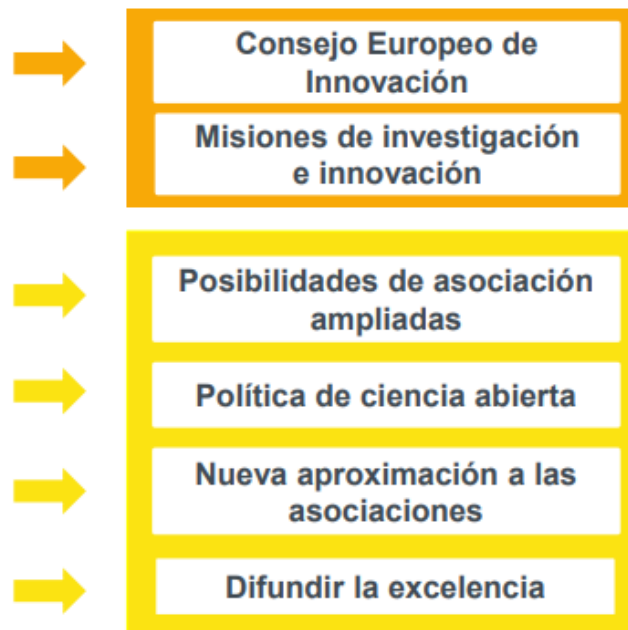 Consejo Europeo de
Innovación
Misiones de investigación
e innovación
Posibilidades de asociación
ampliadas
Política de ciencia abierta
Nueva aproximación a las
asociaciones
Difundir la excelencia